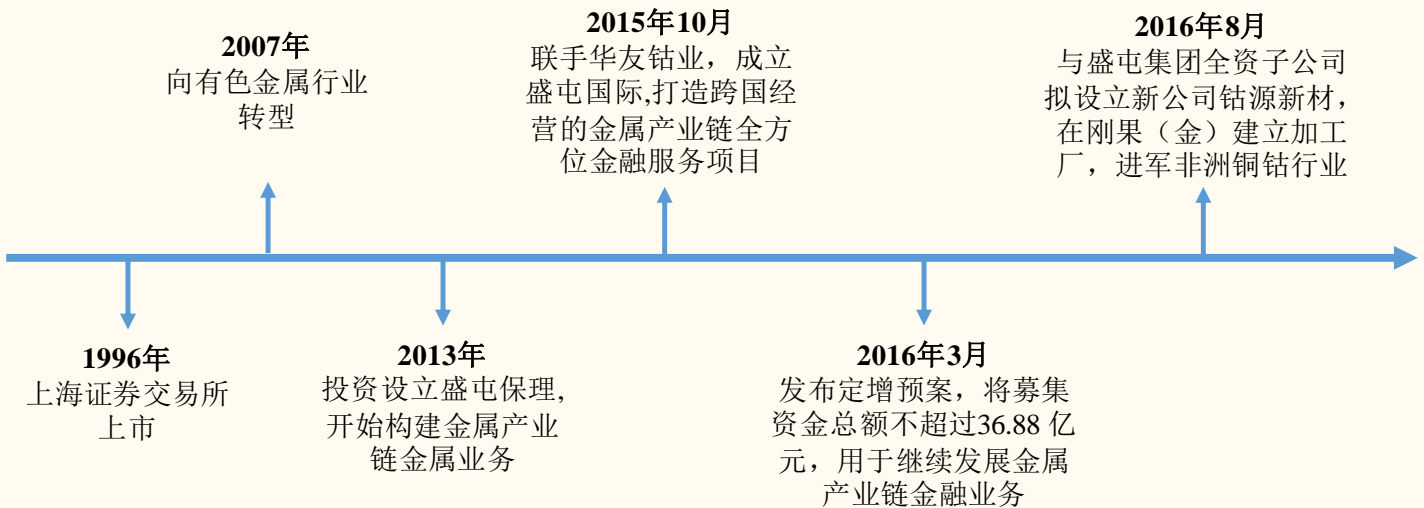 2007年
向有色金属行业
转型
2015年10月
联手华友钴业，成立
盛屯国际,打造跨国经
营的金属产业链全方
位金融服务项目
2016年8月
与盛屯集团全资子公司
拟设立新公司钴源新材，
在刚果（金）建立加工
厂，进军非洲铜钴行业
1996年
上海证券交易所
上市
2013年
投资设立盛屯保理,
开始构建金属产业
链金属业务
2016年3月
发布定增预案，将募集
资金总额不超过36.88 亿
元，用于继续发展金属
产业链金融业务